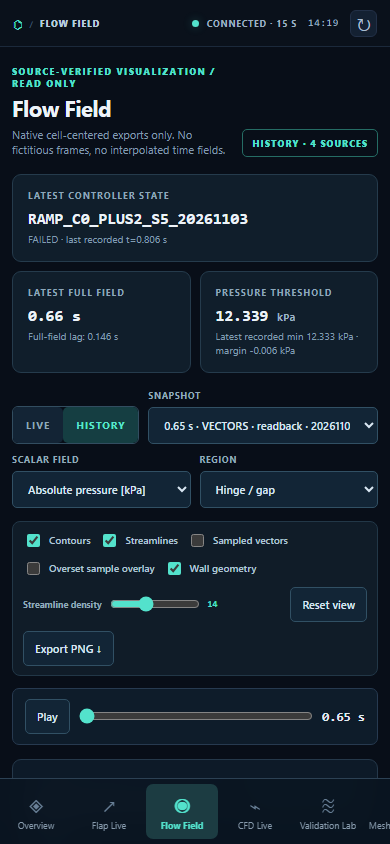 / FLOW FIELD
CONNECTED · 15 S
14:19
SOURCE-VERIFIED VISUALIZATION /
READ ONLY
Flow Field
Native cell-centered exports only. No
fictitious frames, no interpolated time fields.
HISTORY · 4 SOURCES
LATEST CONTROLLER STATE
RAMP_C0_PLUS2_S5_20261103
FAILED · last recorded t=0.806 s
LATEST FULL FIELD
0.66 s
Full-field lag: 0.146 s
PRESSURE THRESHOLD
12.339 kPa
Latest recorded min 12.333 kPa ·
margin -0.006 kPa
LIVE
HISTORY
SNAPSHOT
0.65 s · VECTORS · readback · 2026110
SCALAR FIELD
Absolute pressure [kPa]
REGION
Hinge / gap
Contours
Streamlines
Sampled vectors
Overset sample overlay
Wall geometry
Streamline density
14
Reset view
Export PNG ↓
Play
0.65 s
Overview
Flap Live
Flow Field
CFD Live
Validation Lab
Mesh